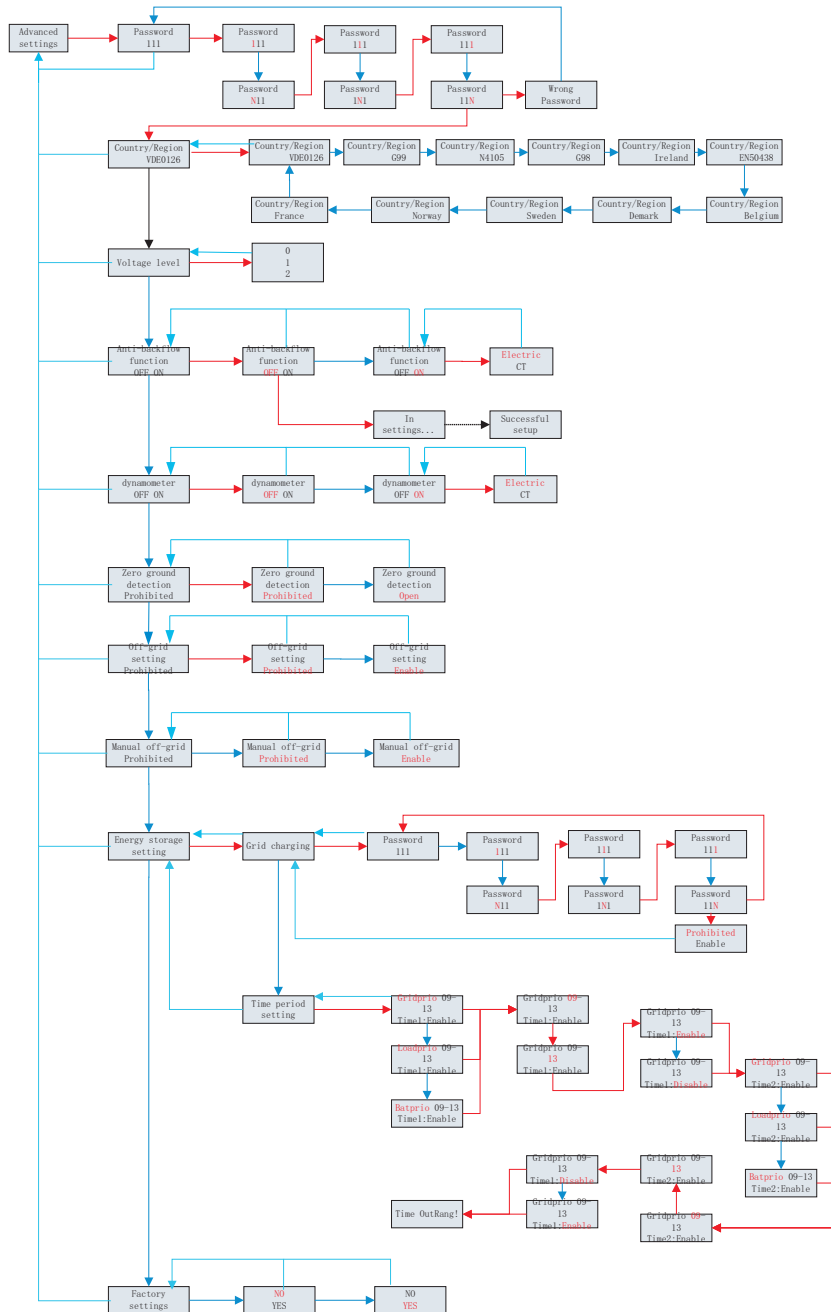 Advanced
settings
Password
111
Password
111
Password
111
Password
111
Password
N11
Password
1N1
Password
11N
Wrong
Password
Country/Region
VDE0126
Country/Region
VDE0126
Country/Region
G99
Country/Region
N4105
Country/Region
G98
Country/Region
Ireland
Country/Region
EN50438
Country/Region
France
Country/Region
Norway
Country/Region
Sweden
Country/Region
Demark
Country/Region
Belgium
Voltage level
0
1
2
Anti-backflow
function
OFF ON
Anti-backflow
function
OFF ON
Anti-backflow
function
OFF ON
Electric
CT
In
settings...
Successful
setup
dynamometer
OFF ON
dynamometer
OFF ON
dynamometer
OFF ON
Electric
CT
Zero ground
detection
Prohibited
Zero ground
detection
Prohibited
Zero ground
detection
Open
Off-grid
setting
Prohibited
Off-grid
setting
Prohibited
Off-grid
setting
Enable
Manual off-grid
Prohibited
Manual off-grid
Prohibited
Manual off-grid
Enable
Energy storage
setting
Grid charging
Password
111
Password
111
Password
111
Password
111
Password
N11
Password
1N1
Password
11N
Prohibited
Enable
Time period
setting
Gridprio 09-
13
Time1:Enable
Gridprio 09-
13
Time1:Enable
Gridprio 09-
13
Time1:Enable
Loadprio 09-
13
Time1:Enable
Gridprio 09-
13
Time1:Enable
Gridprio 09-
13
Time1:Disable
Gridprio 09-
13
Time2:Enable
Batprio 09-13
Time1:Enable
Loadprio 09-
13
Time2:Enable
Gridprio 09-
13
Time1:Disable
Gridprio 09-
13
Time2:Enable
Batprio 09-13
Time2:Enable
Time OutRang!
Gridprio 09-
13
Time1:Enable
Gridprio 09-
13
Time2:Enable
Factory
settings
NO
YES
NO
YES